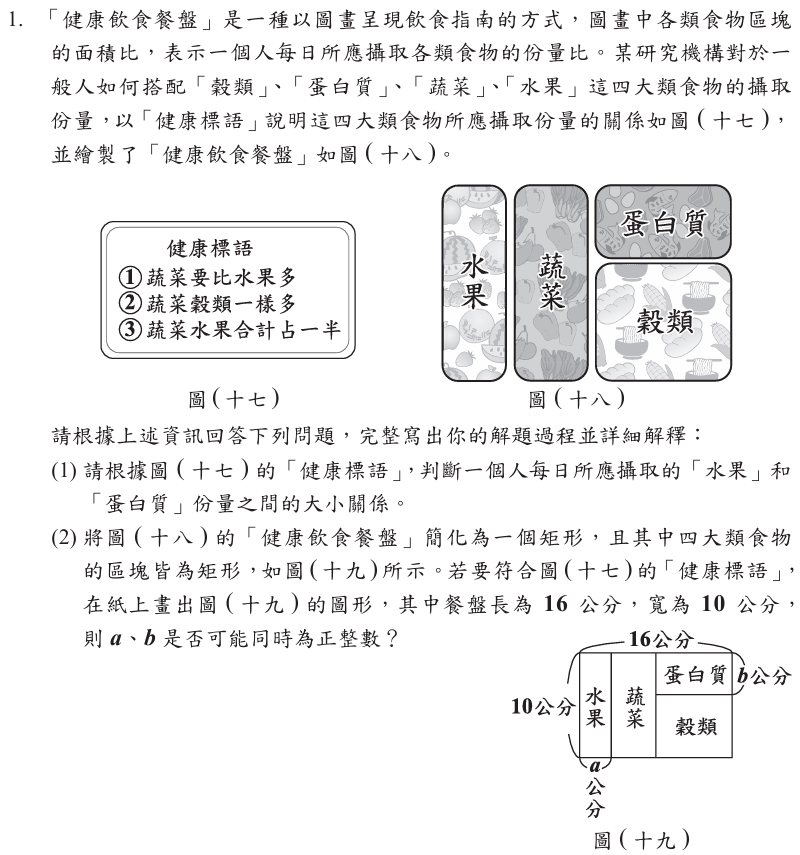 1. 「健康飲食餐盤」是一種以圖畫呈現飲食指南的方式，圖畫中各類食物區塊
的面積比，表示一個人每日所應攝取各類食物的份量比。某研究機構對於一
般人如何搭配「穀類」、「蛋白質」、「蔬菜」、「水果」這四大類食物的攝取
份量，以「健康標語」說明這四大類食物所應攝取份量的關係如圖（十七），
並繪製了「健康飲食餐盤」如圖（十八）。
健康標語
①蔬菜要比水果多
②蔬菜穀類一樣多
③蔬菜水果合計占一半
圖（十七）
水果
蔬菜
蛋白質
穀類
圖（十八）
請根據上述資訊回答下列問題，完整寫出你的解題過程並詳細解釋：
(1) 請根據圖（十七）的「健康標語」，判斷一個人每日所應攝取的「水果」和
「蛋白質」份量之間的大小關係。
(2) 將圖（十八）的「健康飲食餐盤」簡化為一個矩形，且其中四大類食物
的區塊皆為矩形，如圖（十九）所示。若要符合圖（十七）的「健康標語」，
在紙上畫出圖（十九）的圖形，其中餐盤長為 16 公分，寬為 10 公分，
則 a、b 是否可能同時為正整數？
16公分
10公分
水果
蔬菜
蛋白質
b公分
穀類
a公分
圖（十九）